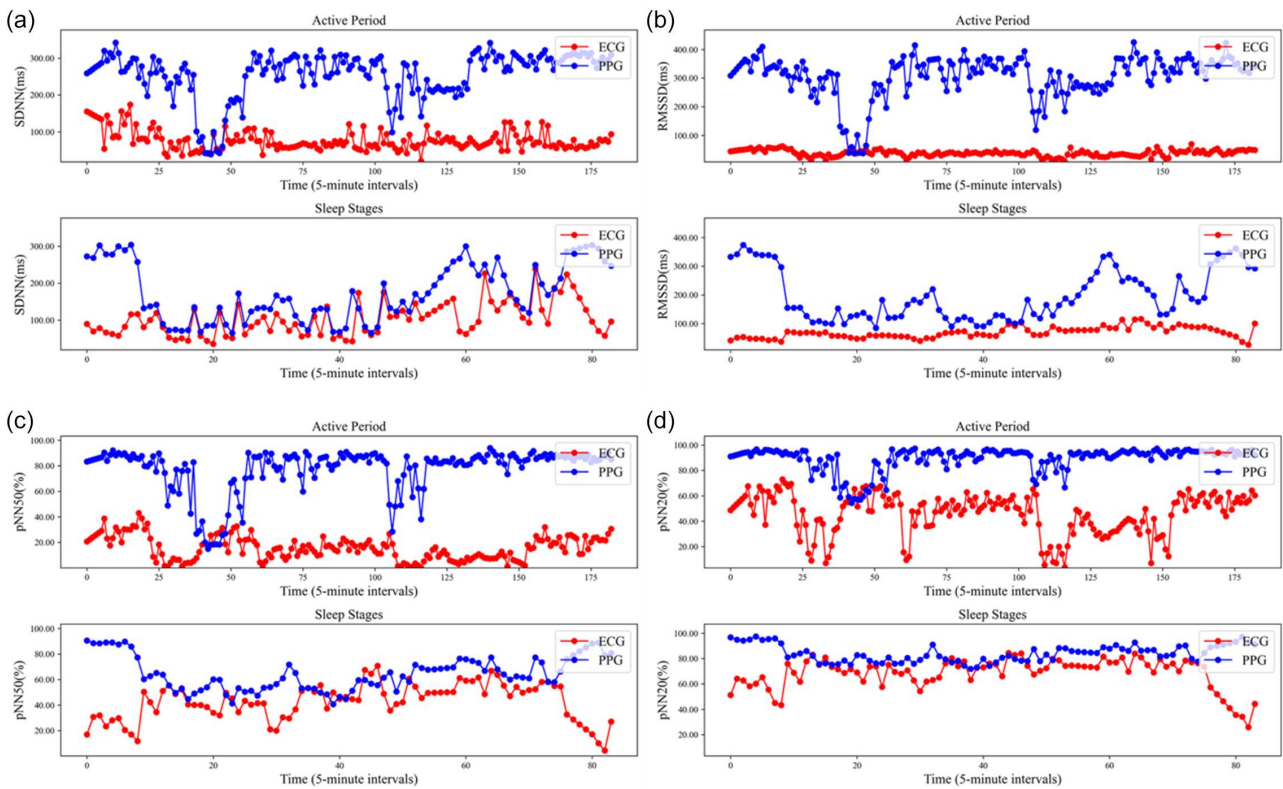 (a)
Active Period
SDNN(ms)
300.00
200.00
100.00
ECG
PPG
0 25 50 75 100 125 150 175
Time (5-minute intervals)
Sleep Stages
SDNN(ms)
300.00
200.00
100.00
ECG
PPG
0 20 40 60 80
Time (5-minute intervals)
(b)
Active Period
RMSSD(ms)
400.00
300.00
200.00
100.00
ECG
PPG
0 25 50 75 100 125 150 175
Time (5-minute intervals)
Sleep Stages
RMSSD(ms)
400.00
300.00
200.00
100.00
ECG
PPG
0 20 40 60 80
Time (5-minute intervals)
(c)
Active Period
pNN50(%)
100.00
80.00
60.00
40.00
20.00
ECG
PPG
0 25 50 75 100 125 150 175
Time (5-minute intervals)
Sleep Stages
pNN50(%)
100.00
80.00
60.00
40.00
20.00
ECG
PPG
0 20 40 60 80
Time (5-minute intervals)
(d)
Active Period
pNN20(%)
100.00
80.00
60.00
40.00
20.00
ECG
PPG
0 25 50 75 100 125 150 175
Time (5-minute intervals)
Sleep Stages
pNN20(%)
100.00
80.00
60.00
40.00
20.00
ECG
PPG
0 20 40 60 80
Time (5-minute intervals)